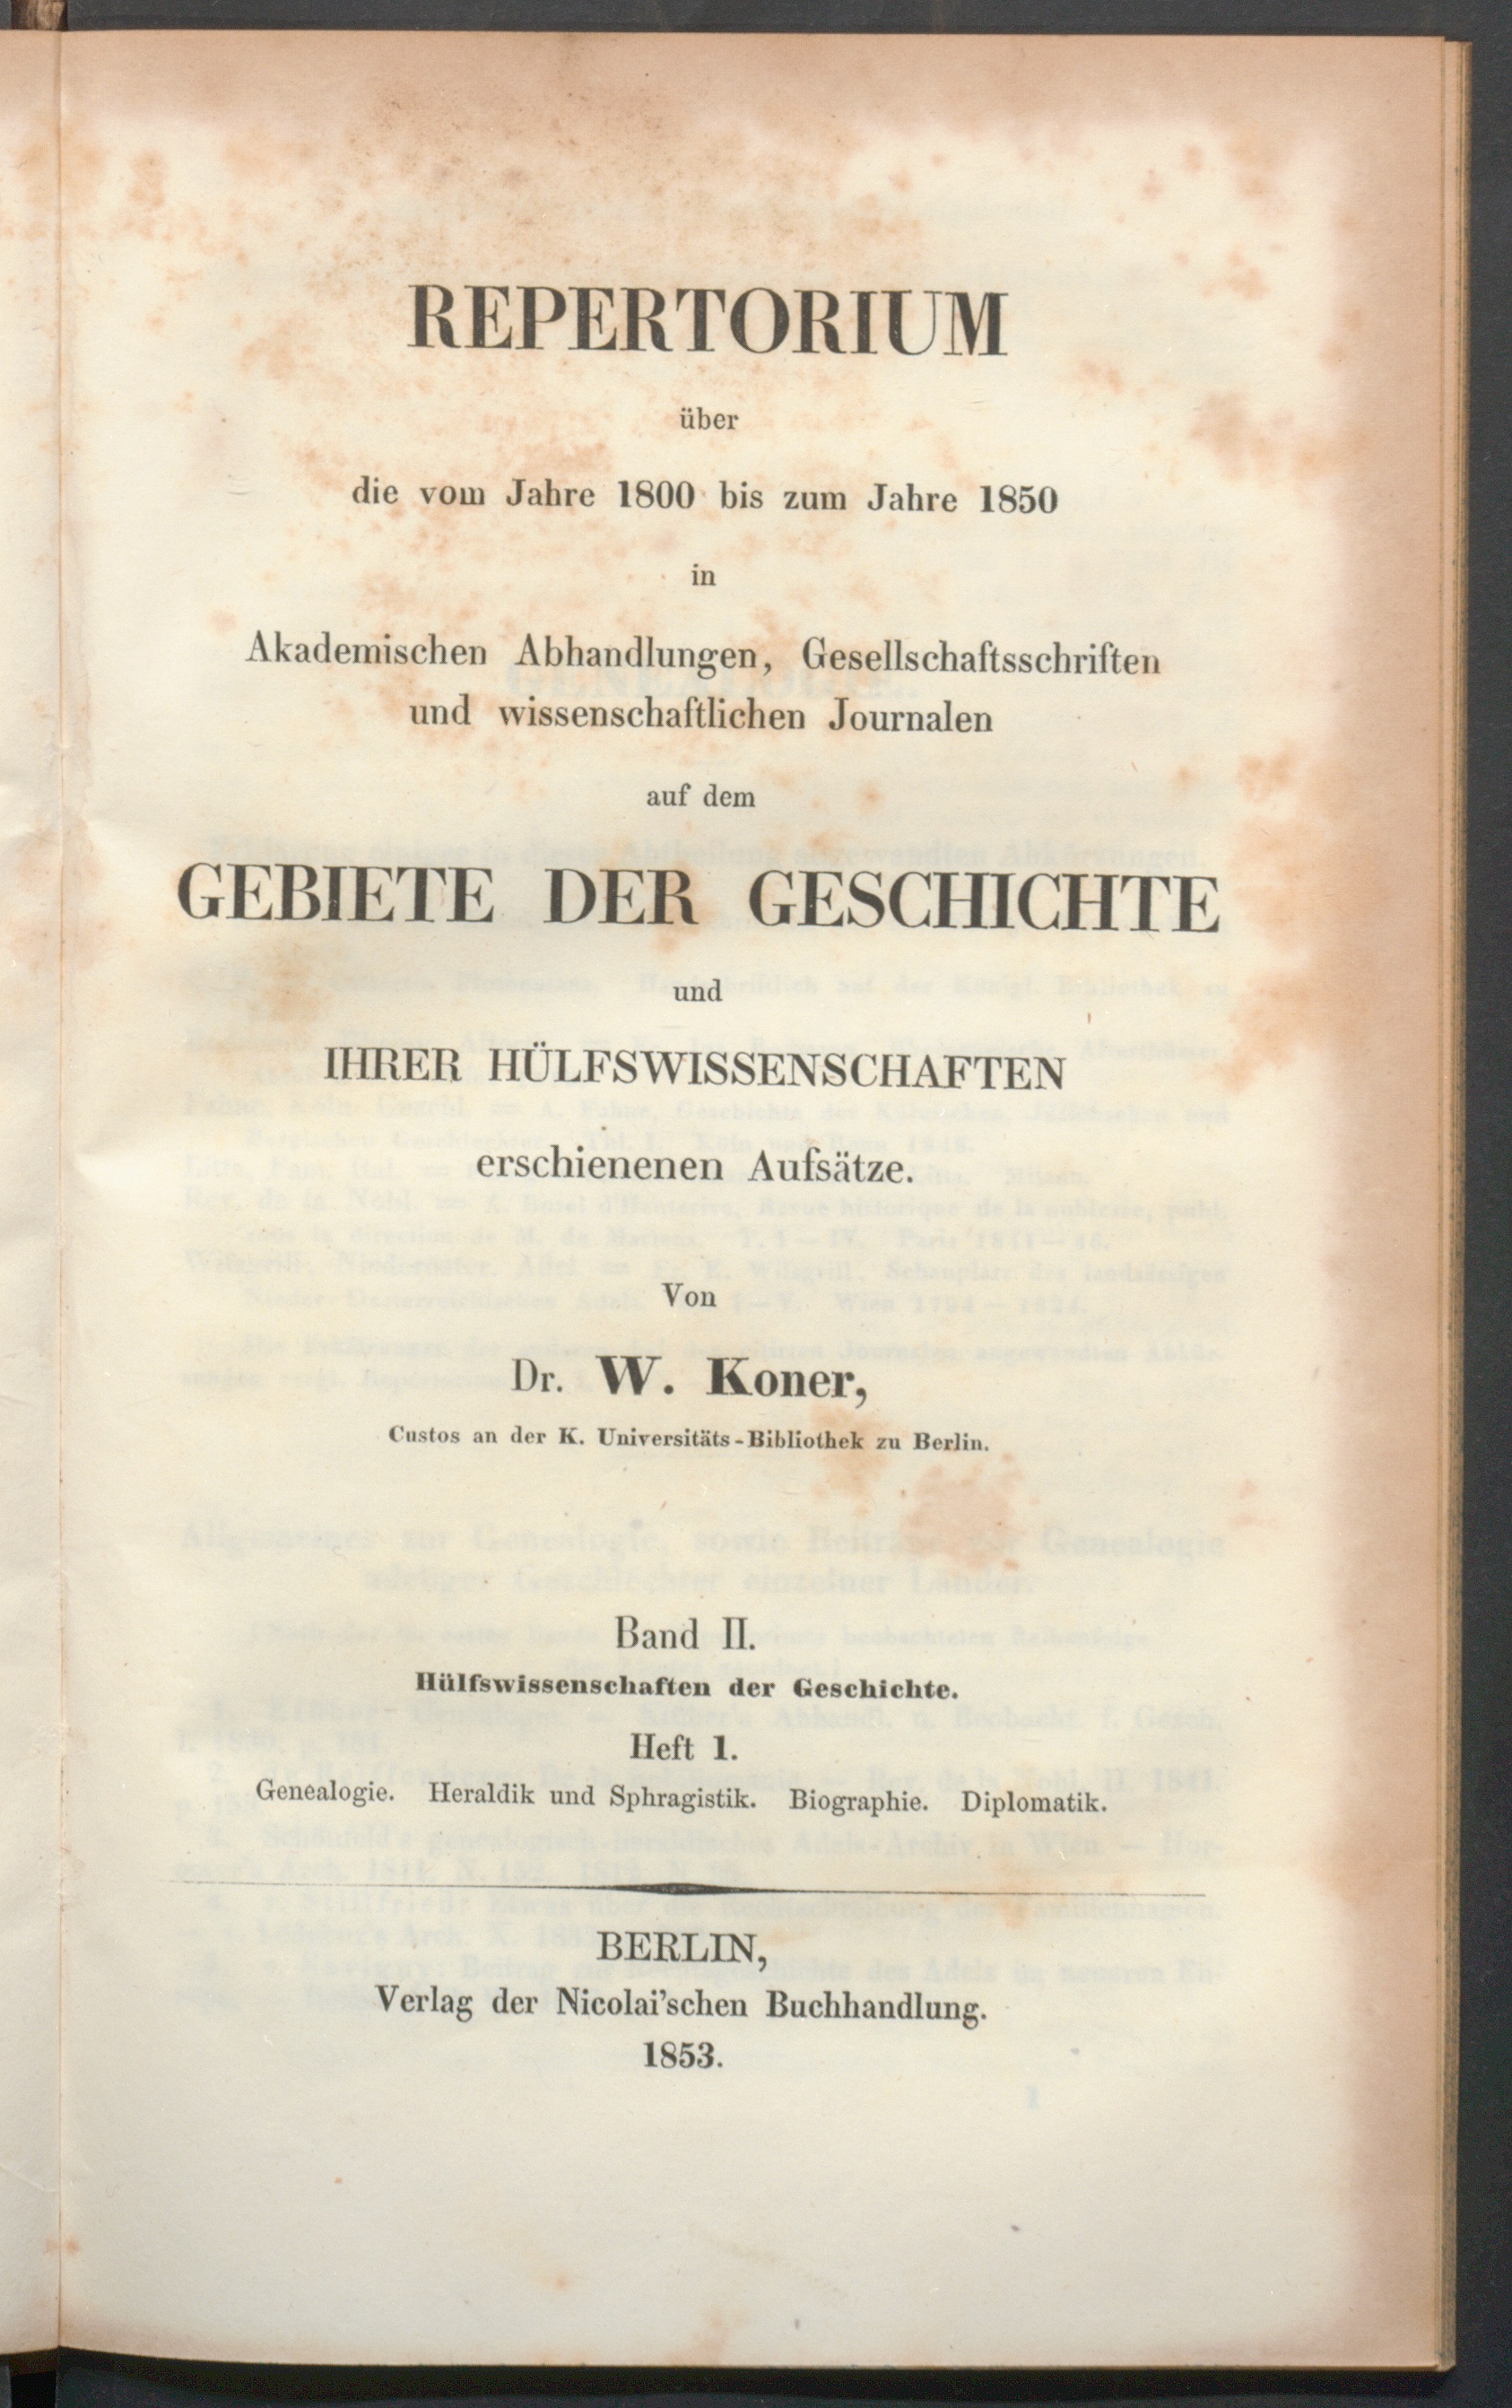 REPERTORIUM
über
die vom Jahre 1800 bis zum Jahre 1850
in
Akademischen Abhandlungen, Gesellschaftsschriften
und wissenschaftlichen Journalen
auf dem
GEBIETE DER GESCHICHTE
und
IHRER HÜLFSWISSENSCHAFTEN
erschienenen Aufsätze.
Von
Dr. W. Koner,
Custos an der K. Universitäts-Bibliothek zu Berlin.
Band II.
Hülfswissenschaften der Geschichte.
Heft 1.
Genealogie. Heraldik und Sphragistik. Biographie. Diplomatik.
BERLIN,
Verlag der Nicolai'schen Buchhandlung.
1853.